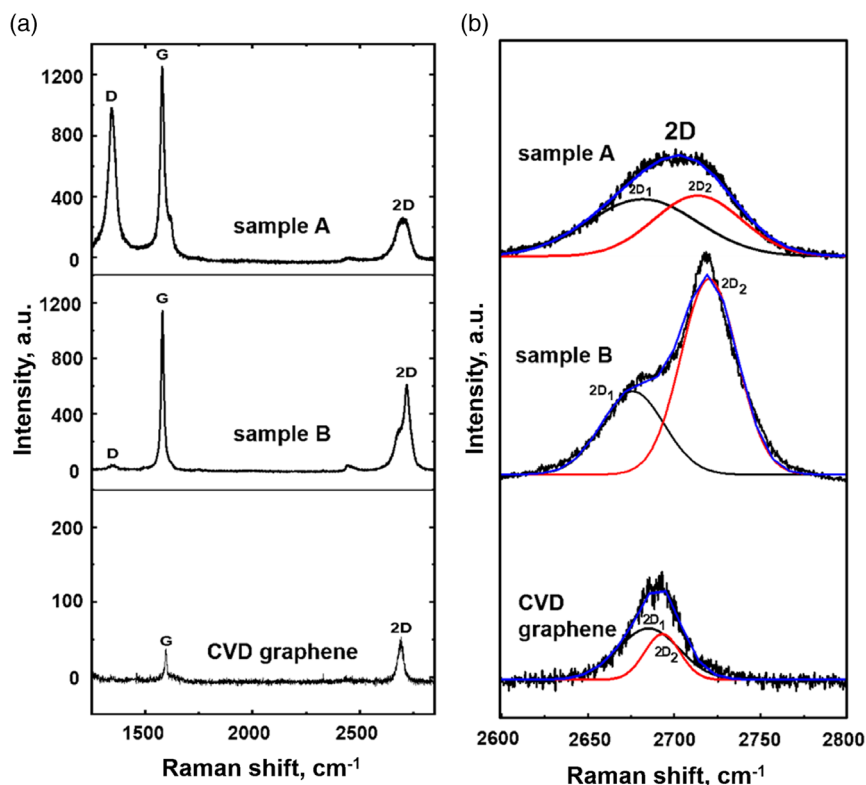 (a)
1200
800
400
0
D
G
2D
sample A
1200
800
400
0
D
G
2D
sample B
200
100
0
G
2D
CVD graphene
Intensity, a.u.
1500
2000
2500
Raman shift, cm-1
(b)
2D
sample A
2D1
2D2
sample B
2D1
2D2
CVD
graphene
2D1
2D2
Intensity, a.u.
2600
2650
2700
2750
2800
Raman shift, cm-1